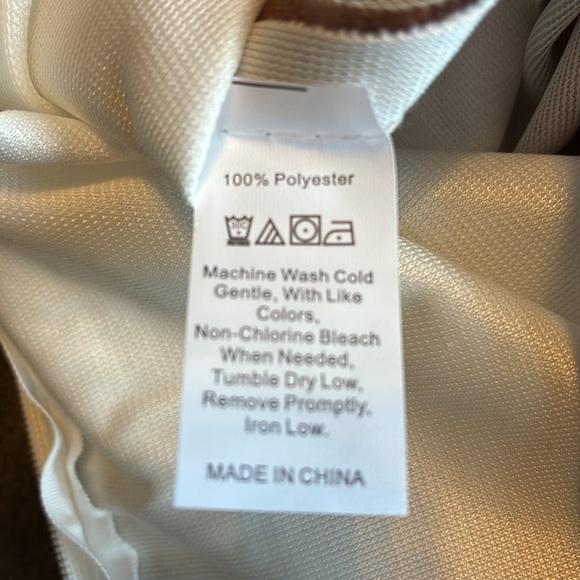 100% Polyester
Machine Wash Cold
Gentle, With Like
Colors,
Non-Chlorine Bleach
When Needed,
Tumble Dry Low,
Remove Promptly,
Iron Low.
MADE IN CHINA